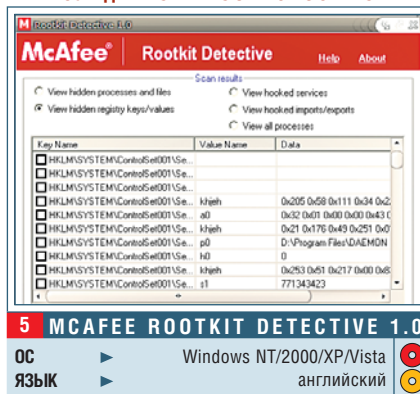 Rootkit Detective 1.0
McAfee® Rootkit Detective Help About
Scan results
View hidden processes and files
View hooked services
View hidden registry keys/values
View hooked imports/exports
View all processes
Key Name Value Name Data
HKLM\SYSTEM\ControlSet001\Se...
HKLM\SYSTEM\ControlSet001\Se...
HKLM\SYSTEM\ControlSet001\Se... khjeh 0x205 0x58 0x111 0x34 0x2
HKLM\SYSTEM\ControlSet001\Se... a0 0x32 0x01 0x00 0x00 0x43 0
HKLM\SYSTEM\ControlSet001\Se... khjeh 0x21 0x176 0x49 0x251 0x0
HKLM\SYSTEM\ControlSet001\Se... p0 D:\Program Files\DAEMON
HKLM\SYSTEM\ControlSet001\Se... h0 0
HKLM\SYSTEM\ControlSet001\Se... khjeh 0x253 0x51 0x217 0x00 0x8
HKLM\SYSTEM\ControlSet001\Se... s1 771343423
5 MCAFEE ROOTKIT DETECTIVE 1.0
ОС Windows NT/2000/XP/Vista
ЯЗЫК английский